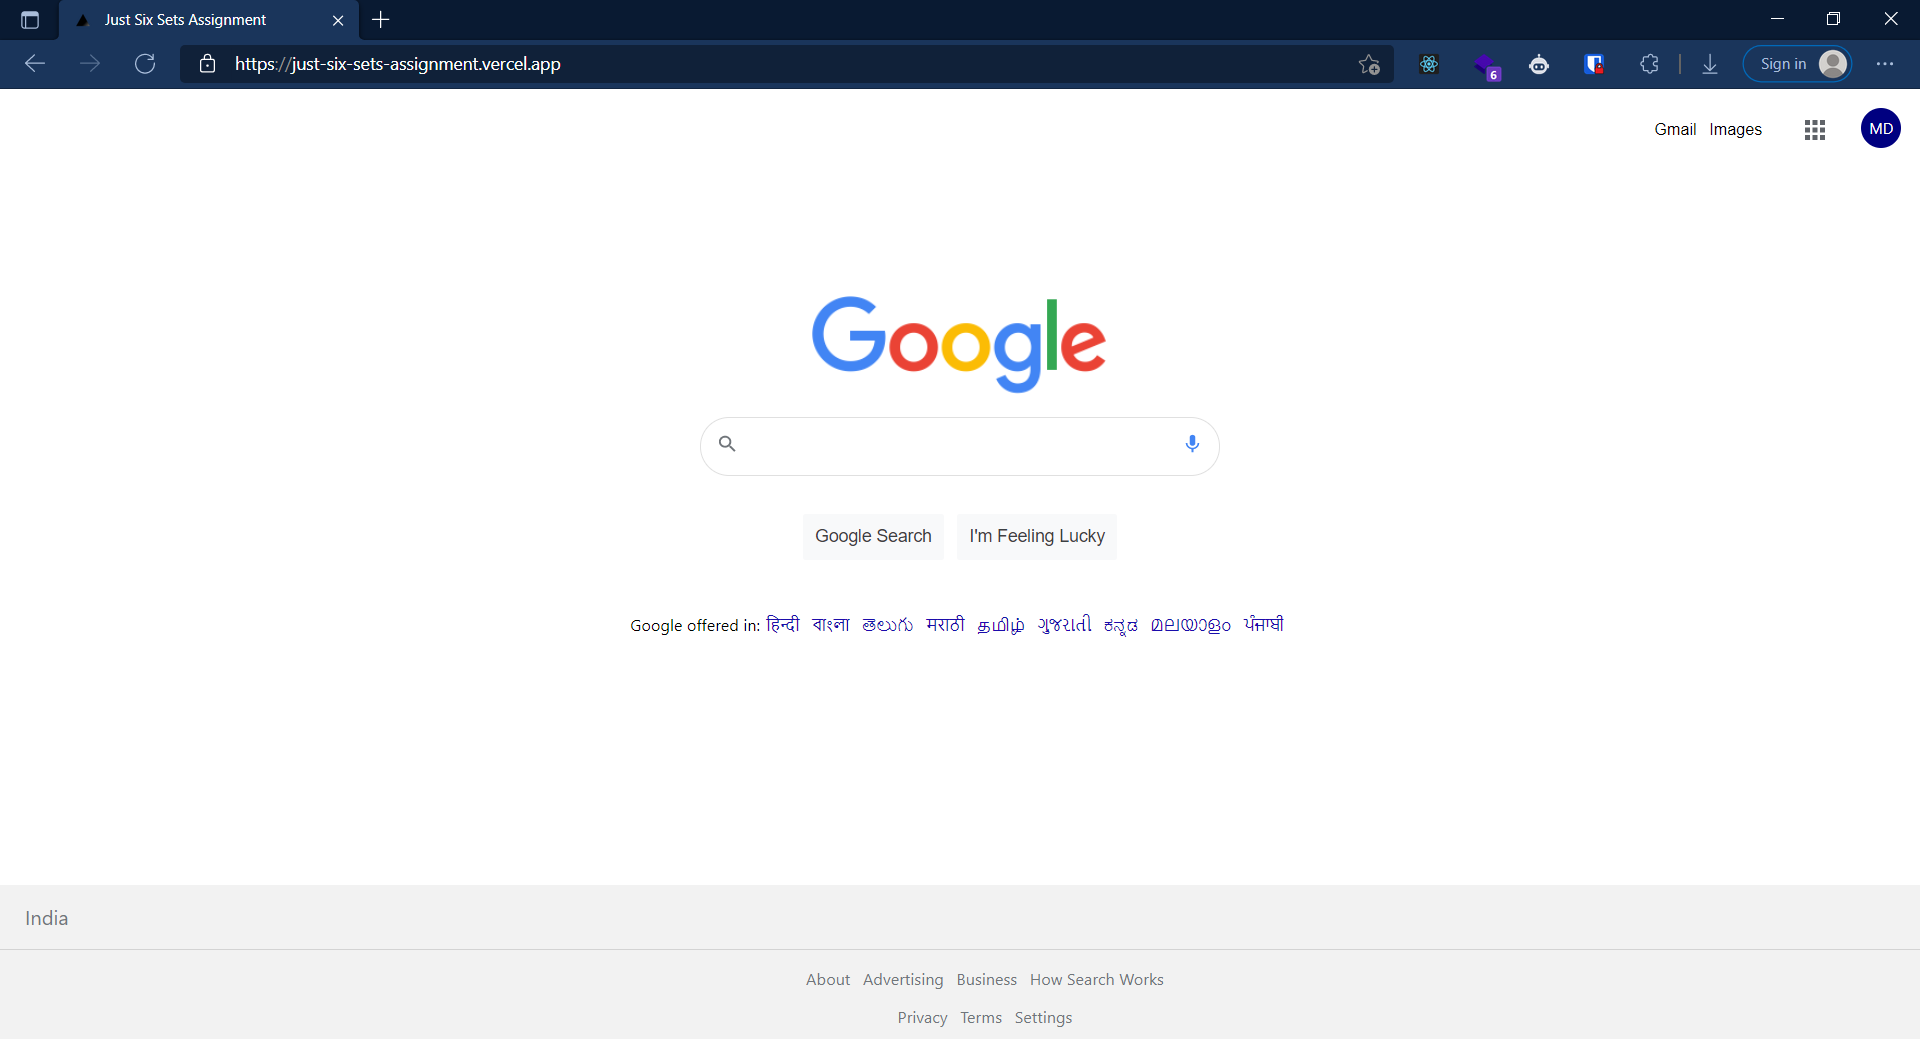 Just Six Sets Assignment
https://just-six-sets-assignment.vercel.app
6
Sign in
Gmail Images
MD
Google
Google Search I'm Feeling Lucky
Google offered in: हिन्दी বাংলা తెలుగు मराठी தமிழ் ગુજરાતી ಕನ್ನಡ മലയാളം ਪੰਜਾਬੀ
India
About Advertising Business How Search Works
Privacy Terms Settings